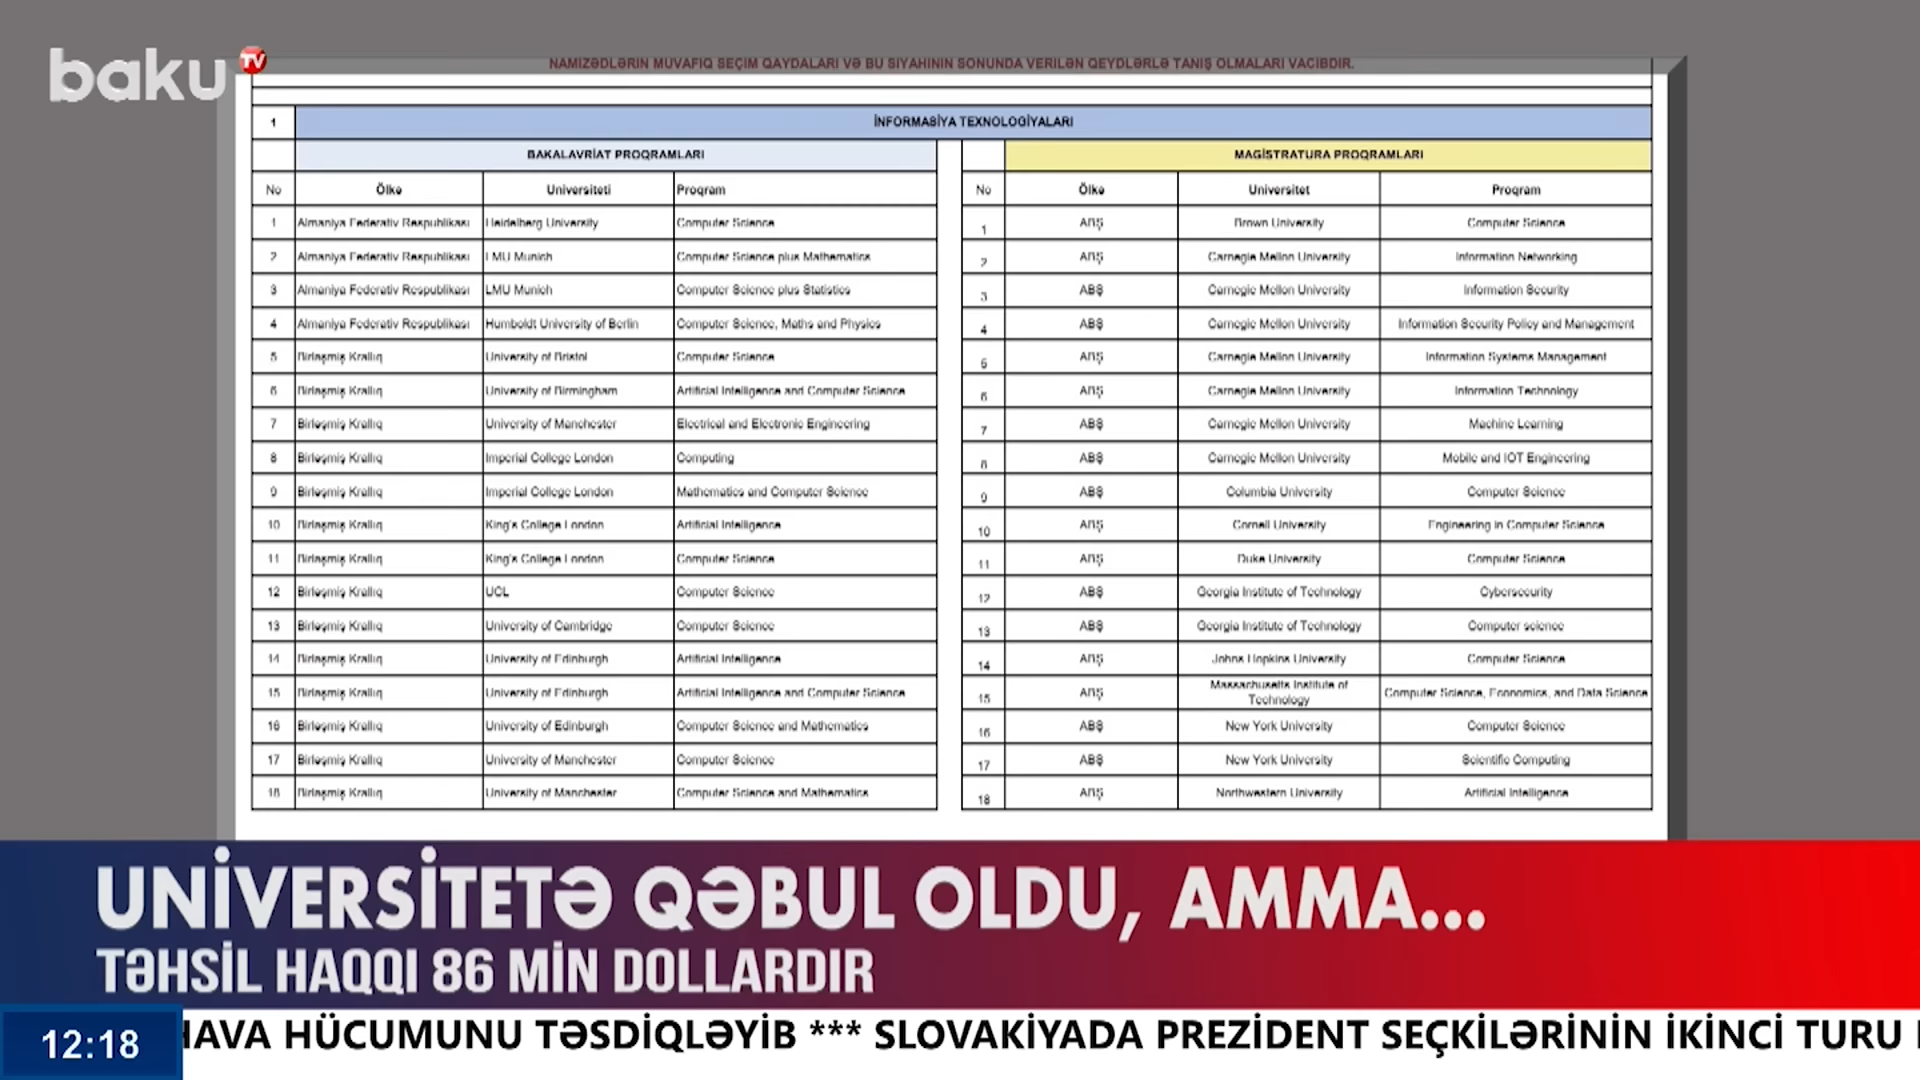 baku TV
NAMİZƏDLƏRİN MÜVAFİQ SEÇİM QAYDALARI VƏ BU SİYAHININ SONUNDA VERİLƏN QEYDLƏRLƏ TANIŞ OLMALARI VACİBDİR.
1 İNFORMASİYA TEXNOLOGİYALARI
BAKALAVRİAT PROQRAMLARI MAGİSTRATURA PROQRAMLARI
No Ölkə Universiteti Proqram No Ölkə Universitet Proqram
1 Almaniya Federativ Respublikası Heidelberg University Computer Science 1 ABŞ Brown University Computer Science
2 Almaniya Federativ Respublikası LMU Munich Computer Science plus Mathematics 2 ABŞ Carnegie Mellon University Information Networking
3 Almaniya Federativ Respublikası LMU Munich Computer Science plus Statistics 3 ABŞ Carnegie Mellon University Information Security
4 Almaniya Federativ Respublikası Humboldt University of Berlin Computer Science, Maths and Physics 4 ABŞ Carnegie Mellon University Information Security Policy and Management
5 Birləşmiş Krallıq University of Bristol Computer Science 5 ABŞ Carnegie Mellon University Information Systems Management
6 Birləşmiş Krallıq University of Birmingham Artificial Intelligence and Computer Science 6 ABŞ Carnegie Mellon University Information Technology
7 Birləşmiş Krallıq University of Manchester Electrical and Electronic Engineering 7 ABŞ Carnegie Mellon University Machine Learning
8 Birləşmiş Krallıq Imperial College London Computing 8 ABŞ Carnegie Mellon University Mobile and IOT Engineering
9 Birləşmiş Krallıq Imperial College London Mathematics and Computer Science 9 ABŞ Columbia University Computer Science
10 Birləşmiş Krallıq King's College London Artificial Intelligence 10 ABŞ Cornell University Engineering in Computer Science
11 Birləşmiş Krallıq King's College London Computer Science 11 ABŞ Duke University Computer Science
12 Birləşmiş Krallıq UCL Computer Science 12 ABŞ Georgia Institute of Technology Cybersecurity
13 Birləşmiş Krallıq University of Cambridge Computer Science 13 ABŞ Georgia Institute of Technology Computer science
14 Birləşmiş Krallıq University of Edinburgh Artificial Intelligence 14 ABŞ Johns Hopkins University Computer Science
15 Birləşmiş Krallıq University of Edinburgh Artificial Intelligence and Computer Science 15 ABŞ Massachusetts Institute of Technology Computer Science, Economics, and Data Science
16 Birləşmiş Krallıq University of Edinburgh Computer Science and Mathematics 16 ABŞ New York University Computer Science
17 Birləşmiş Krallıq University of Manchester Computer Science 17 ABŞ New York University Scientific Computing
18 Birləşmiş Krallıq University of Manchester Computer Science and Mathematics 18 ABŞ Northwestern University Artificial Intelligence
UNİVERSİTETƏ QƏBUL OLDU, AMMA...
TƏHSİL HAQQI 86 MİN DOLLARDIR
12:18 HAVA HÜCUMUNU TƏSDİQLƏYİB *** SLOVAKİYADA PREZİDENT SEÇKİLƏRİNİN İKİNCİ TURU